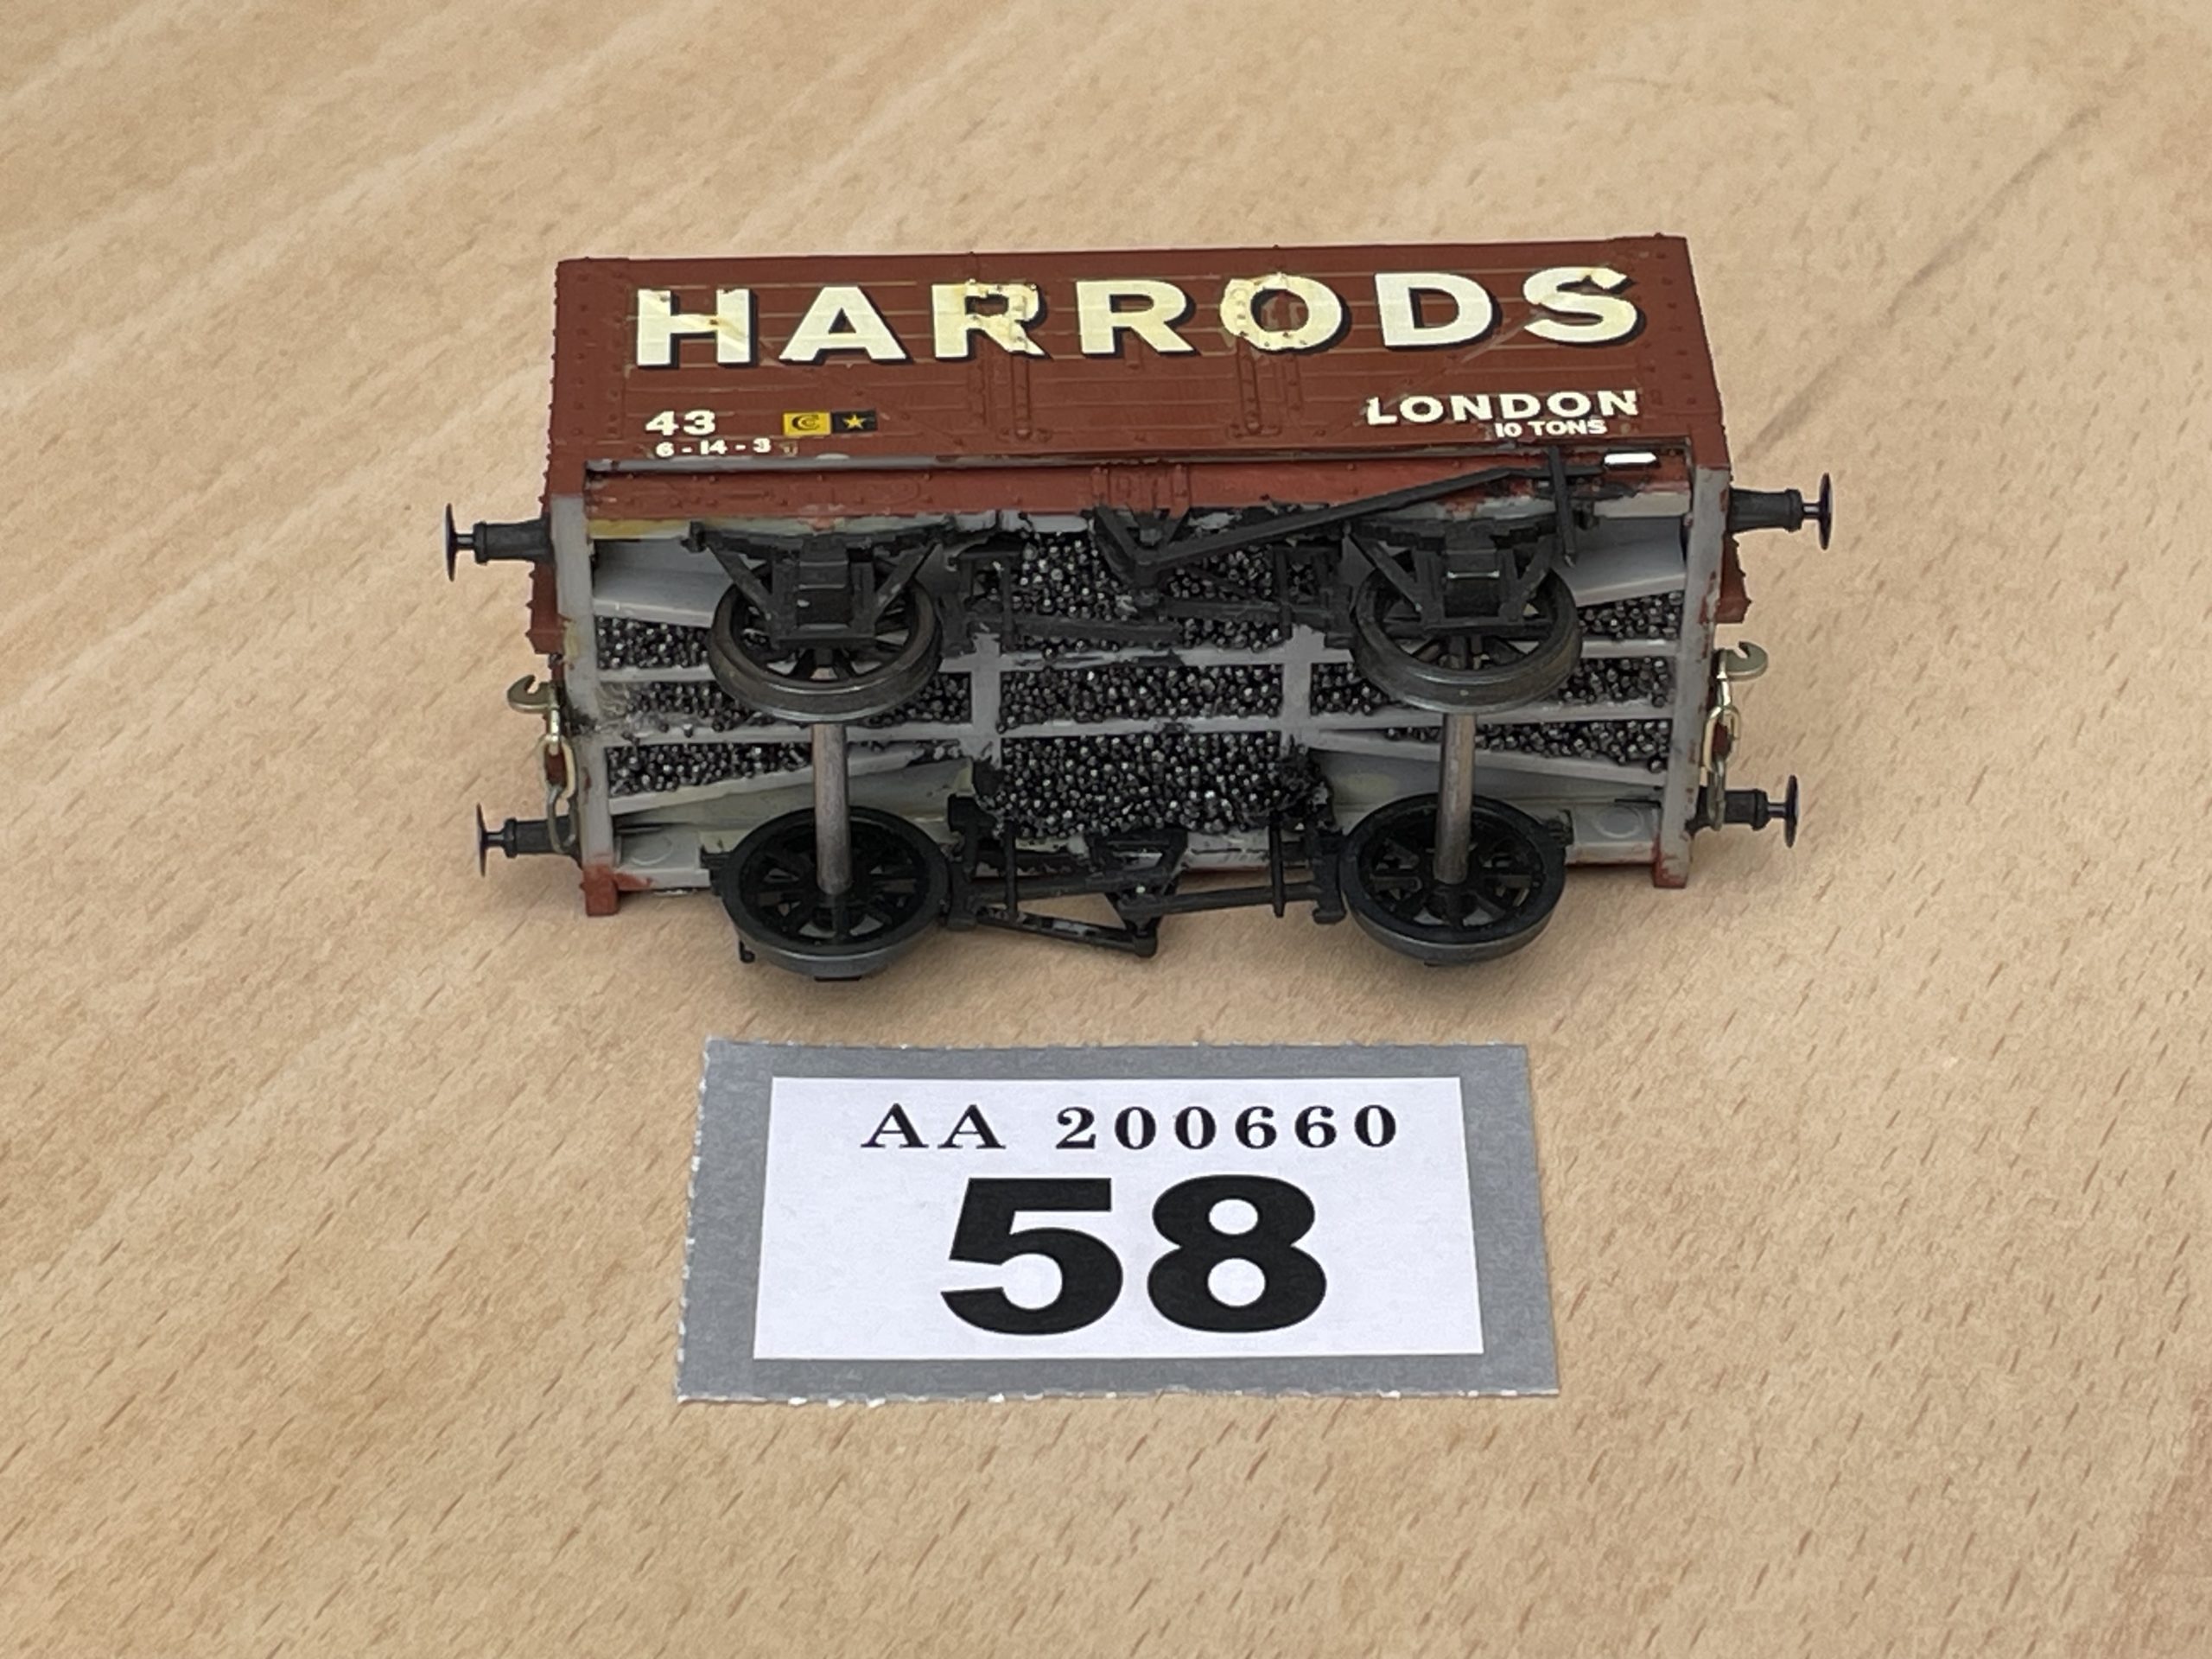 HARRODS
43 C LONDON
6-14-3 10 TONS
AA 200660
58